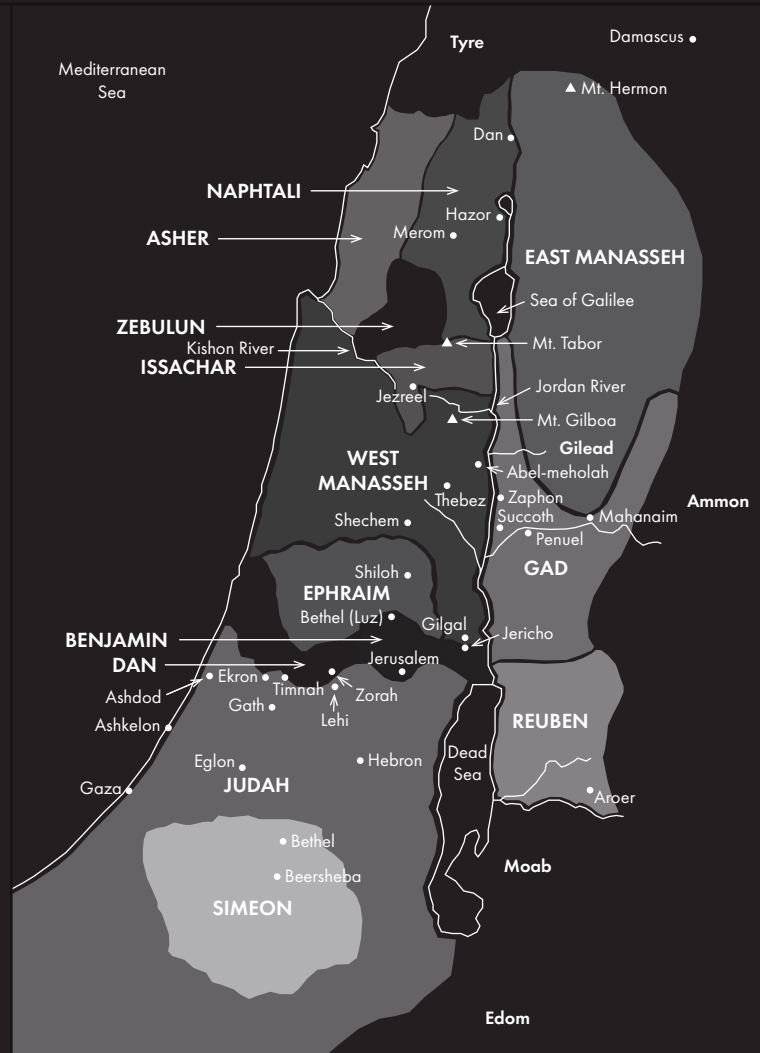 Tyre
Damascus
Mediterranean
Sea
Mt. Hermon
Dan
NAPHTALI
Hazor
Merom
ASHER
EAST MANASSEH
Sea of Galilee
ZEBULUN
Kishon River
Mt. Tabor
ISSACHAR
Jordan River
Jezreel
Mt. Gilboa
Gilead
WEST
MANASSEH
Abel-meholah
Thebez
Zaphon
Ammon
Succoth
Mahanaim
Shechem
Penuel
GAD
Shiloh
EPHRAIM
Bethel (Luz)
Gilgal
BENJAMIN
Jericho
DAN
Jerusalem
Ekron
Timnah
Zorah
Ashdod
Gath
Lehi
Ashkelon
REUBEN
Dead
Sea
Eglon
Hebron
JUDAH
Gaza
Aroer
Bethel
Moab
Beersheba
SIMEON
Edom